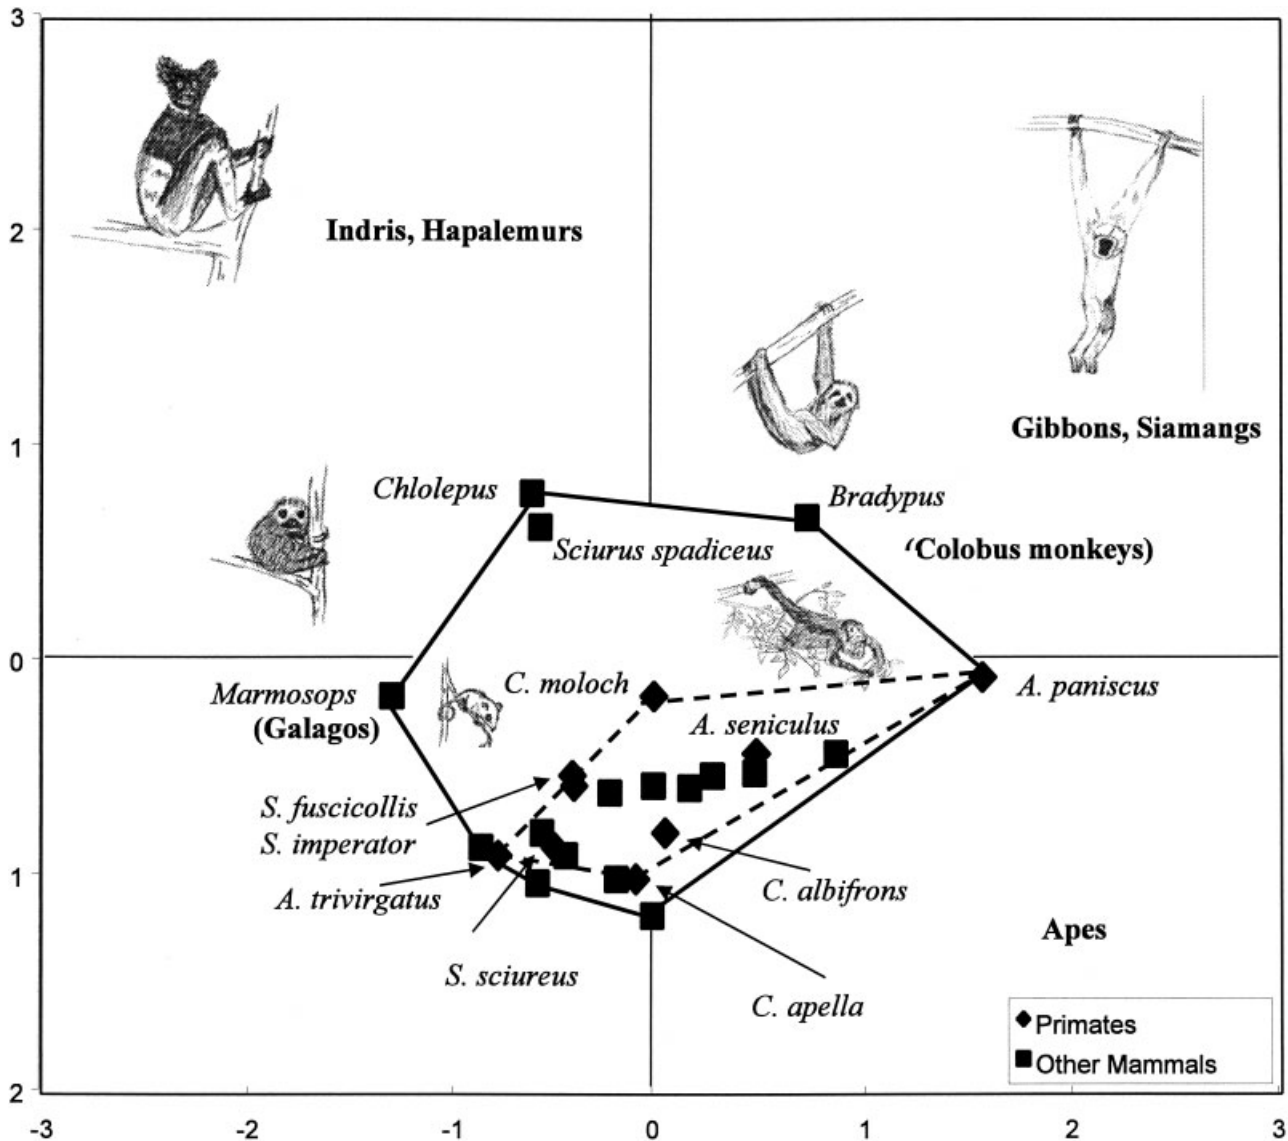 3
2
Indris, Hapalemurs
Gibbons, Siamangs
1
Chlolepus
Bradypus
Sciurus spadiceus
‘Colobus monkeys)
0
C. moloch
Marmosops
(Galagos)
A. paniscus
A. seniculus
S. fuscicollis
S. imperator
1
A. trivirgatus
C. albifrons
Apes
S. sciureus
C. apella
Primates
Other Mammals
2
-3 -2 -1 0 1 2 3